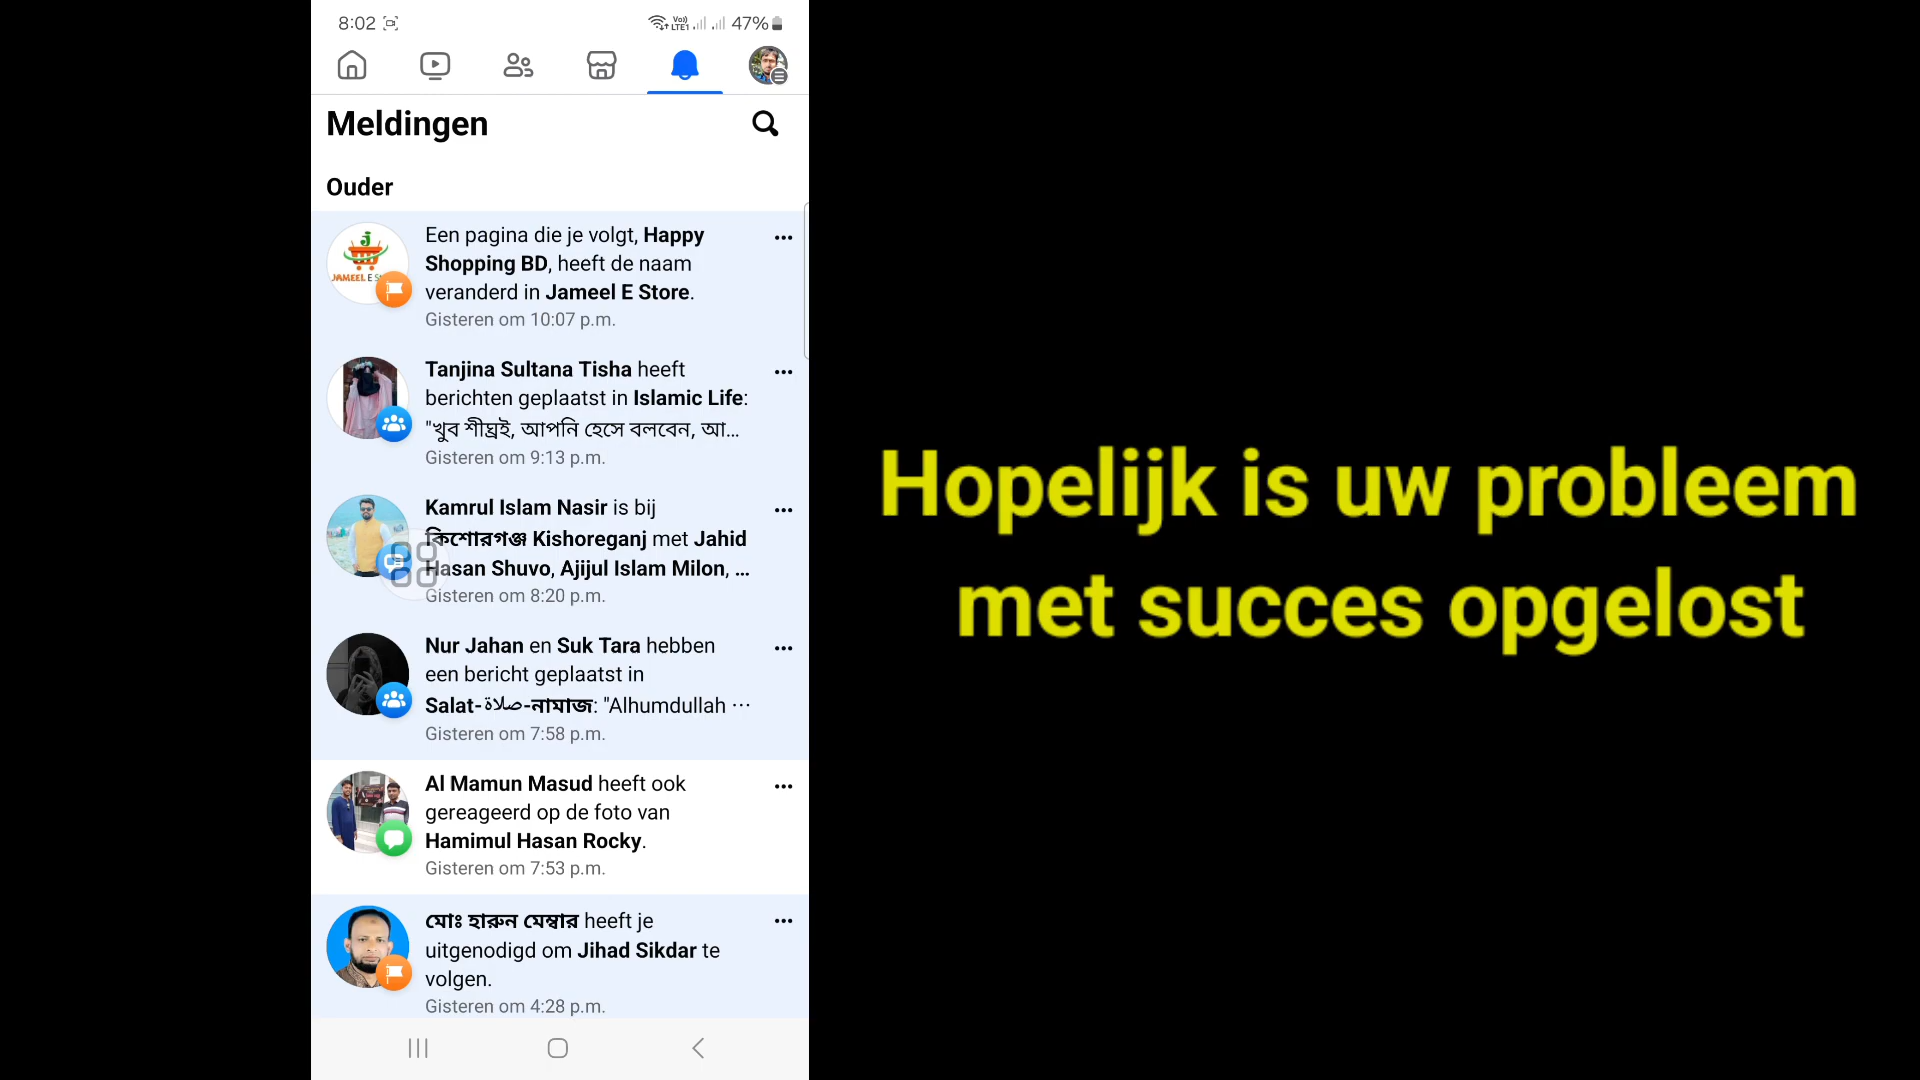 8:02
Vo)) LTE1 47%
Meldingen
Ouder
Een pagina die je volgt, Happy
Shopping BD, heeft de naam
veranderd in Jameel E Store.
Gisteren om 10:07 p.m.
Tanjina Sultana Tisha heeft
berichten geplaatst in Islamic Life:
"খুব শীঘ্রই, আপনি হেসে বলবেন, আ...
Gisteren om 9:13 p.m.
Kamrul Islam Nasir is bij
কিশোরগঞ্জ Kishoreganj met Jahid
Hasan Shuvo, Ajijul Islam Milon, ...
Gisteren om 8:20 p.m.
Nur Jahan en Suk Tara hebben
een bericht geplaatst in
Salat-صلاة-নামাজ: "Alhumdullah ...
Gisteren om 7:58 p.m.
Al Mamun Masud heeft ook
gereageerd op de foto van
Hamimul Hasan Rocky.
Gisteren om 7:53 p.m.
মোঃ হারুন মেম্বার heeft je
uitgenodigd om Jihad Sikdar te
volgen.
Gisteren om 4:28 p.m.
Hopelijk is uw probleem
met succes opgelost